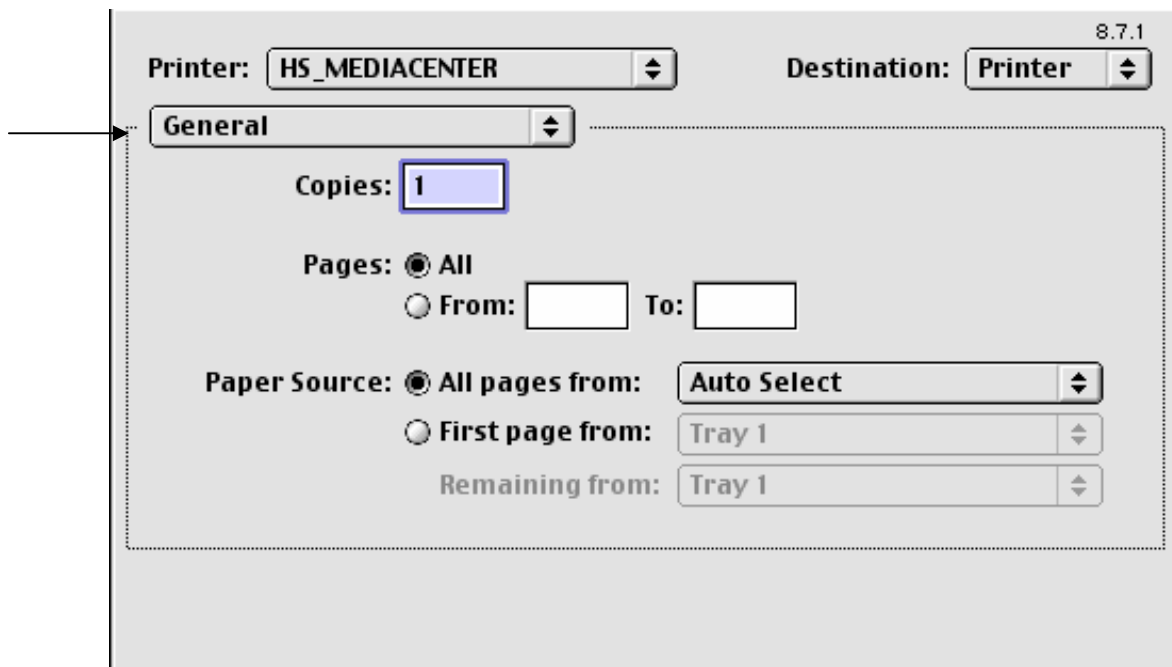 8.7.1
Printer: HS_MEDIACENTER Destination: Printer
General
Copies: 1
Pages: All
From: To:
Paper Source: All pages from: Auto Select
First page from: Tray 1
Remaining from: Tray 1